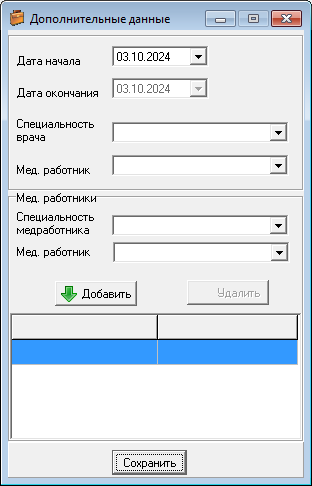 Дополнительные данные
Дата начала
03.10.2024
Дата окончания
03.10.2024
Специальность
врача
Мед. работник
Мед. работники
Специальность
медработника
Мед. работник
Добавить
Удалить
Сохранить